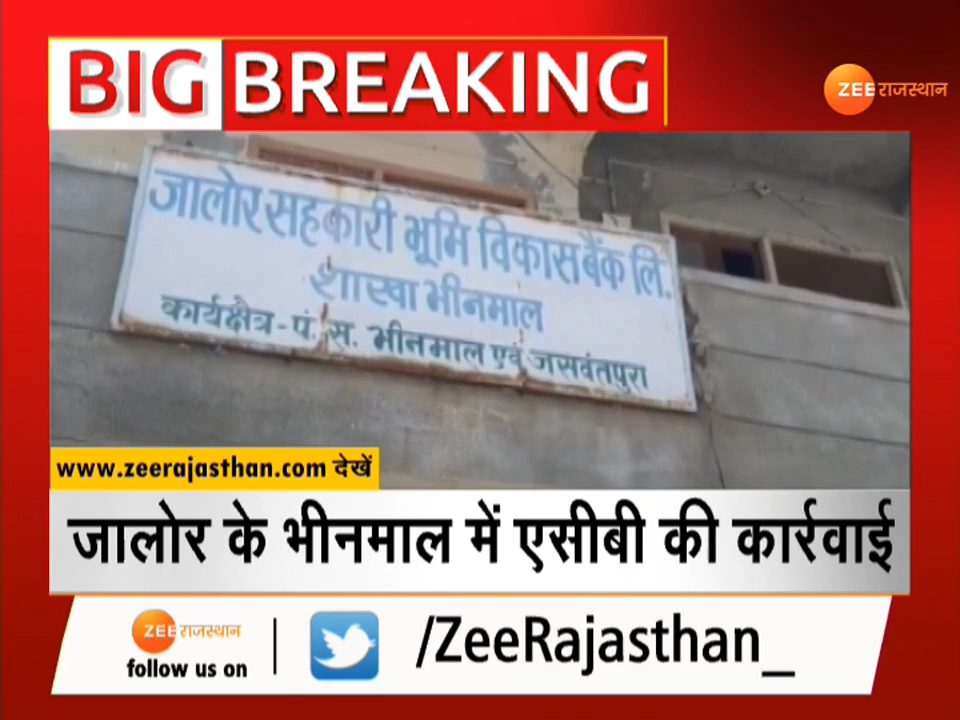 BIG BREAKING
ZEE राजस्थान
जालोर सहकारी भूमि विकास बैंक लि.
शाखा भीनमाल
कार्यक्षैत्र - पं. स. भीनमाल एवं जसवंतपुरा
www.zeerajasthan.com देखें
जालोर के भीनमाल में एसीबी की कार्रवाई
ZEE राजस्थान
follow us on
/ZeeRajasthan_